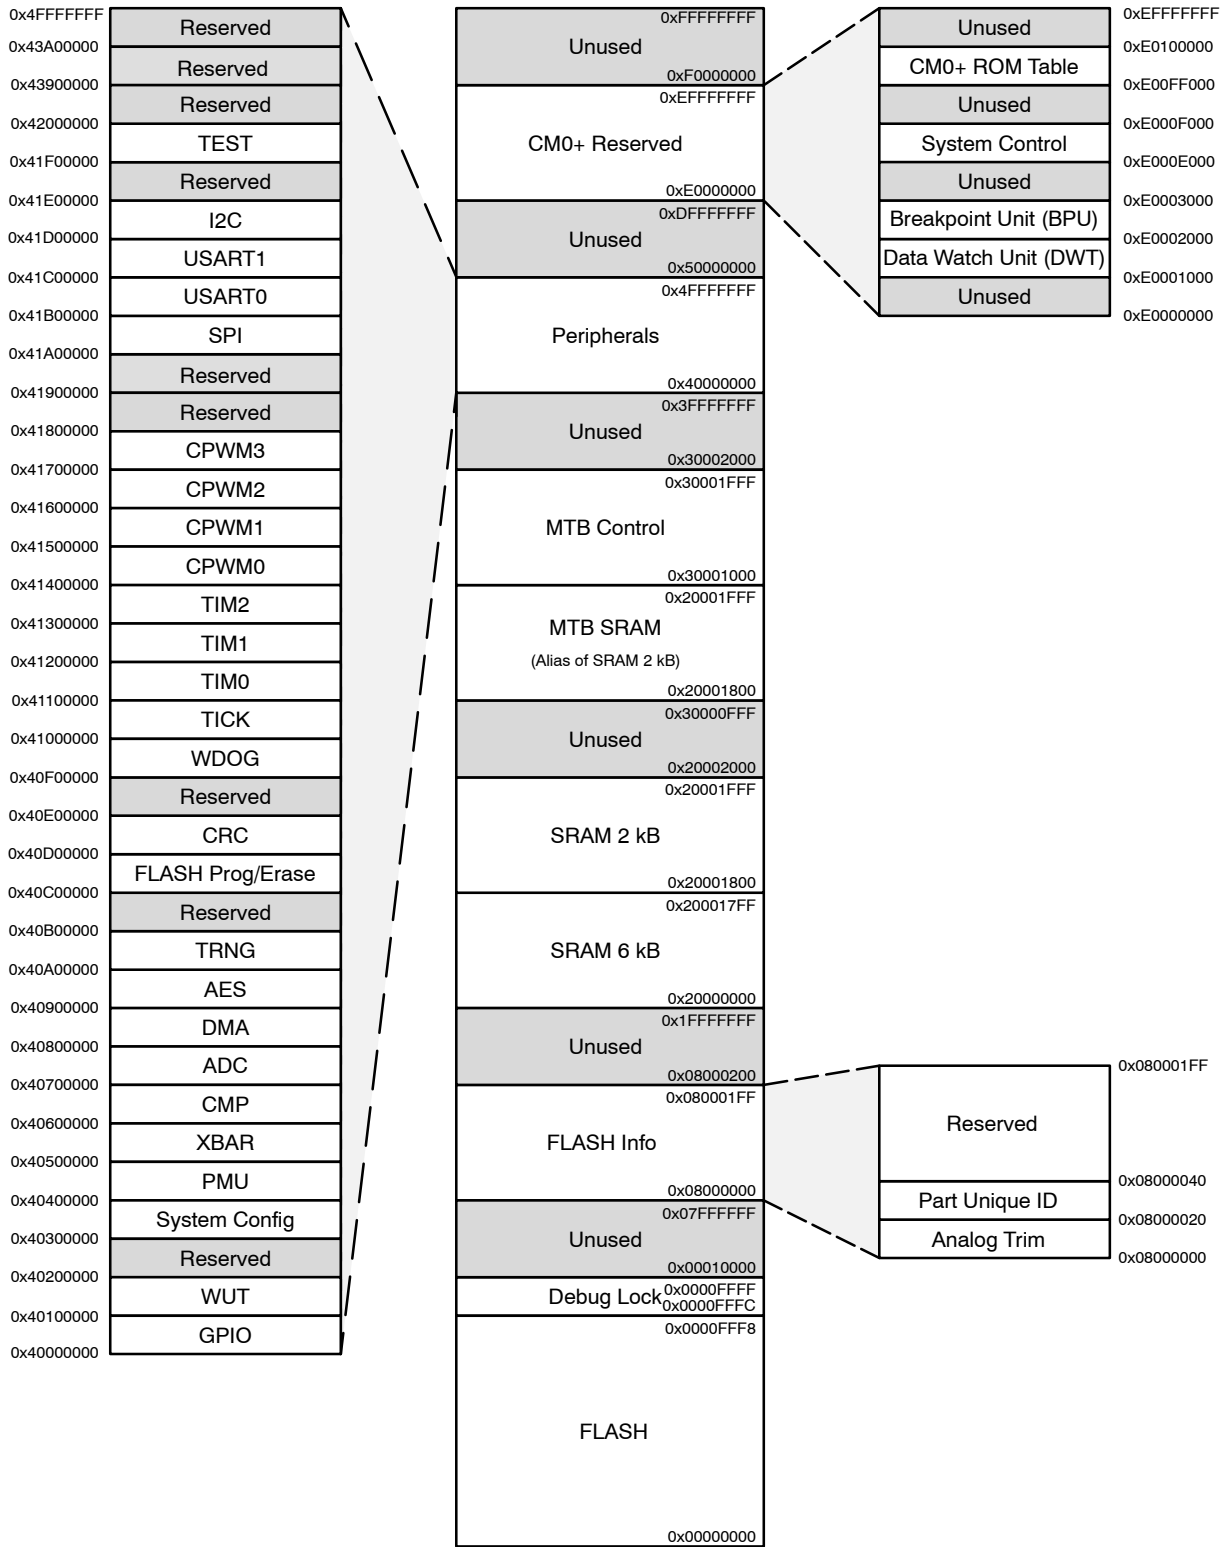 0x4FFFFFFF
Reserved
0x43A00000
Reserved
0x43900000
Reserved
0x42000000
TEST
0x41F00000
Reserved
0x41E00000
I2C
0x41D00000
USART1
0x41C00000
USART0
0x41B00000
SPI
0x41A00000
Reserved
0x41900000
Reserved
0x41800000
CPWM3
0x41700000
CPWM2
0x41600000
CPWM1
0x41500000
CPWM0
0x41400000
TIM2
0x41300000
TIM1
0x41200000
TIM0
0x41100000
TICK
0x41000000
WDOG
0x40F00000
Reserved
0x40E00000
CRC
0x40D00000
FLASH Prog/Erase
0x40C00000
Reserved
0x40B00000
TRNG
0x40A00000
AES
0x40900000
DMA
0x40800000
ADC
0x40700000
CMP
0x40600000
XBAR
0x40500000
PMU
0x40400000
System Config
0x40300000
Reserved
0x40200000
WUT
0x40100000
GPIO
0x40000000
0xFFFFFFFF
Unused
0xF0000000
0xEFFFFFFF
CM0+ Reserved
0xE0000000
0xDFFFFFFF
Unused
0x50000000
0x4FFFFFFF
Peripherals
0x40000000
0x3FFFFFFF
Unused
0x30002000
0x30001FFF
MTB Control
0x30001000
0x20001FFF
MTB SRAM
(Alias of SRAM 2 kB)
0x20001800
0x30000FFF
Unused
0x20002000
0x20001FFF
SRAM 2 kB
0x20001800
0x200017FF
SRAM 6 kB
0x20000000
0x1FFFFFFF
Unused
0x08000200
0x080001FF
FLASH Info
0x08000000
0x07FFFFFF
Unused
0x00010000
0x0000FFFF
Debug Lock
0x0000FFFC
0x0000FFF8
FLASH
0x00000000
0xEFFFFFFF
Unused
0xE0100000
CM0+ ROM Table
0xE00FF000
Unused
0xE000F000
System Control
0xE000E000
Unused
0xE0003000
Breakpoint Unit (BPU)
0xE0002000
Data Watch Unit (DWT)
0xE0001000
Unused
0xE0000000
0x080001FF
Reserved
0x08000040
Part Unique ID
0x08000020
Analog Trim
0x08000000